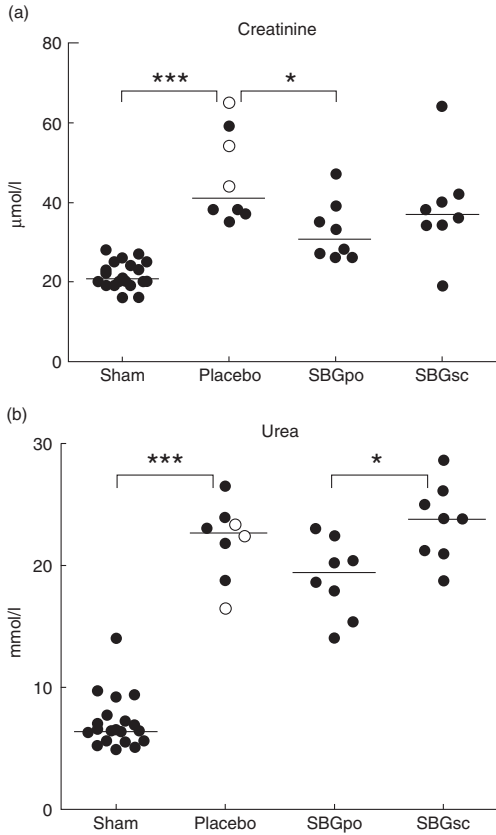 (a)
Creatinine
80
***
*
60
μmol/l
40
20
0
Sham Placebo SBGpo SBGsc
(b)
Urea
30
***
*
20
mmol/l
10
0
Sham Placebo SBGpo SBGsc